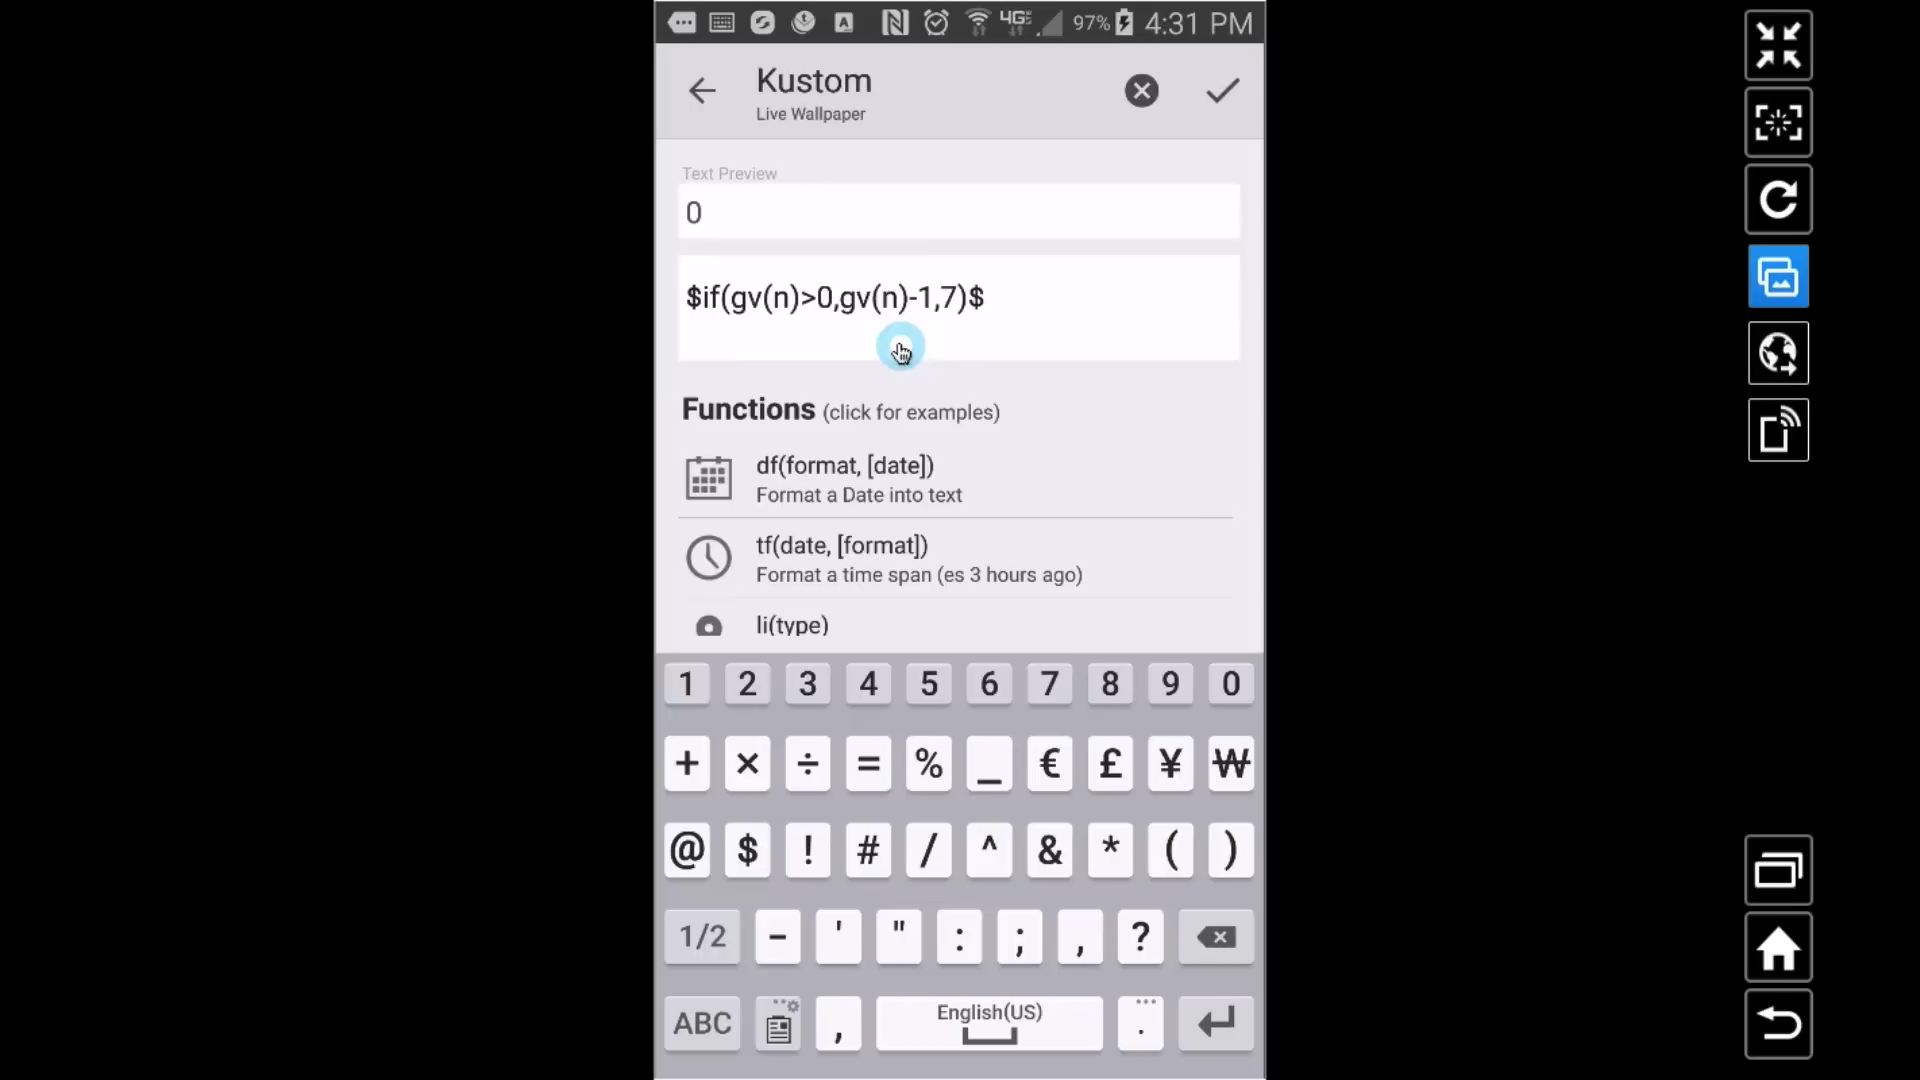 97% 4:31 PM
Kustom
Live Wallpaper
Text Preview
0
$if(gv(n)>0,gv(n)-1,7)$
Functions (click for examples)
df(format, [date])
Format a Date into text
tf(date, [format])
Format a time span (es 3 hours ago)
li(type)
1 2 3 4 5 6 7 8 9 0
+ × ÷ = % _ € £ ¥ ₩
@ $ ! # / ^ & * ( )
1/2 - ' " : ; , ?
ABC , English(US) .